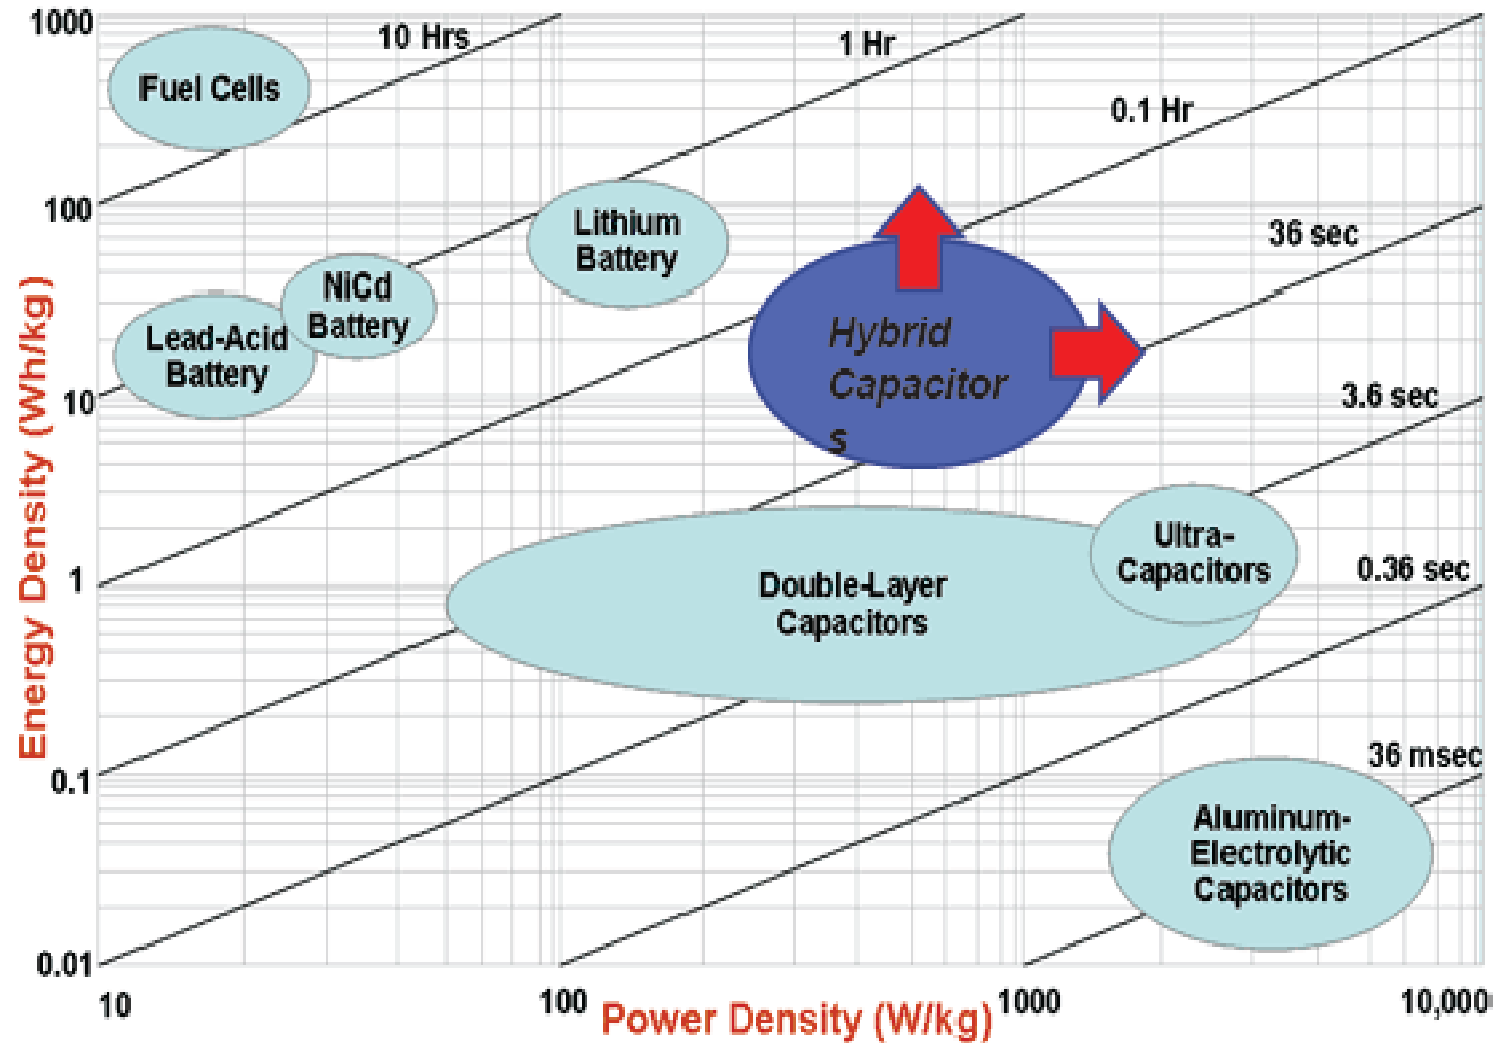 1000
10 Hrs
1 Hr
Fuel Cells
0.1 Hr
100
Lithium
Battery
36 sec
NiCd
Battery
Lead-Acid
Battery
Hybrid
Capacitor
s
10
3.6 sec
Ultra-
Capacitors
0.36 sec
1
Double-Layer
Capacitors
36 msec
0.1
Aluminum-
Electrolytic
Capacitors
0.01
10
100
1000
10,000
Energy Density (Wh/kg)
Power Density (W/kg)